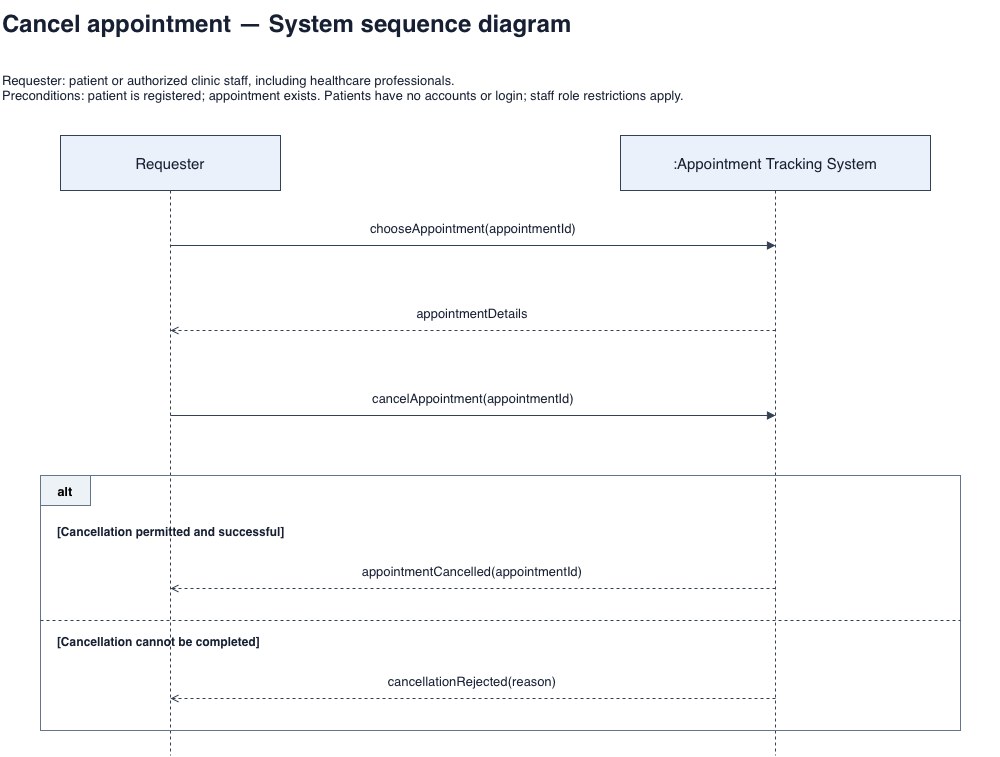 Cancel appointment — System sequence diagram
Requester: patient or authorized clinic staff, including healthcare professionals.
Preconditions: patient is registered; appointment exists. Patients have no accounts or login; staff role restrictions apply.
Requester
:Appointment Tracking System
chooseAppointment(appointmentId)
appointmentDetails
cancelAppointment(appointmentId)
alt
[Cancellation permitted and successful]
appointmentCancelled(appointmentId)
[Cancellation cannot be completed]
cancellationRejected(reason)